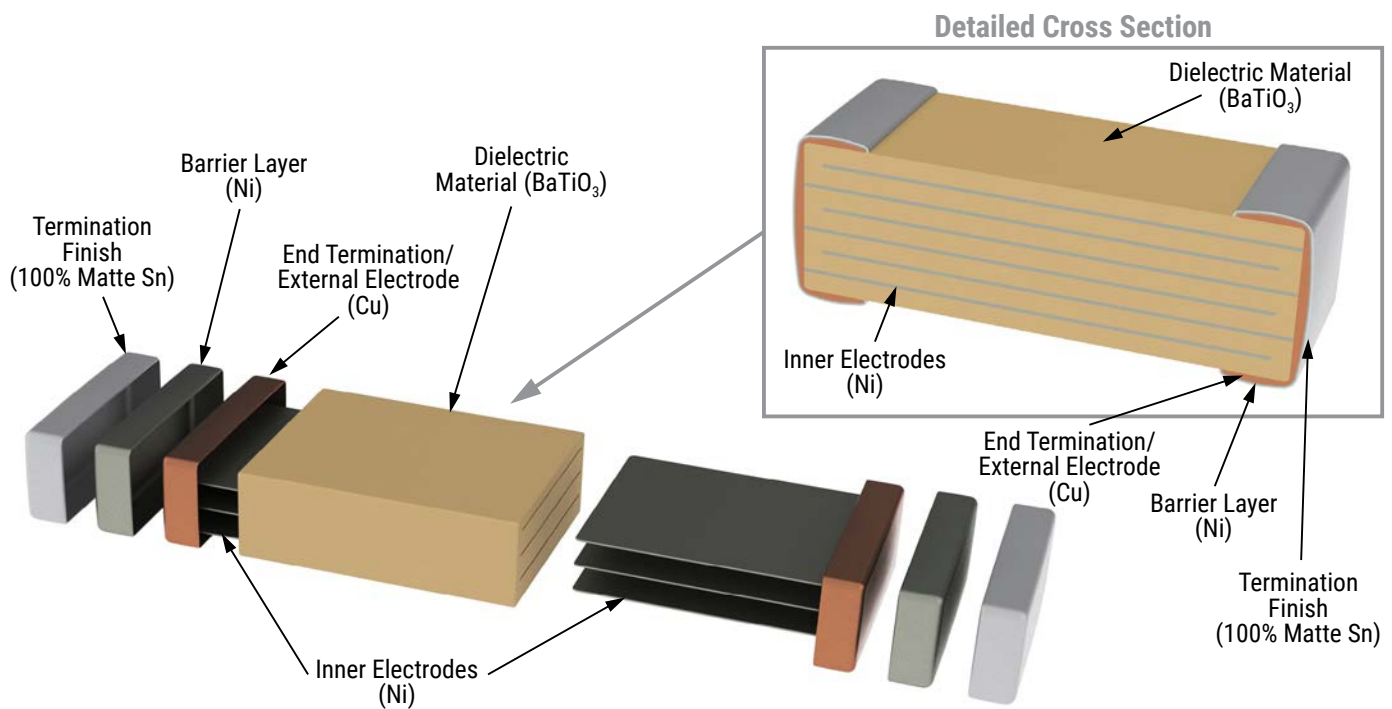 Detailed Cross Section
Dielectric Material
(BaTiO₃)
Inner Electrodes
(Ni)
End Termination/
External Electrode
(Cu)
Barrier Layer
(Ni)
Termination
Finish
(100% Matte Sn)
Termination
Finish
(100% Matte Sn)
Barrier Layer
(Ni)
End Termination/
External Electrode
(Cu)
Dielectric
Material (BaTiO₃)
Inner Electrodes
(Ni)